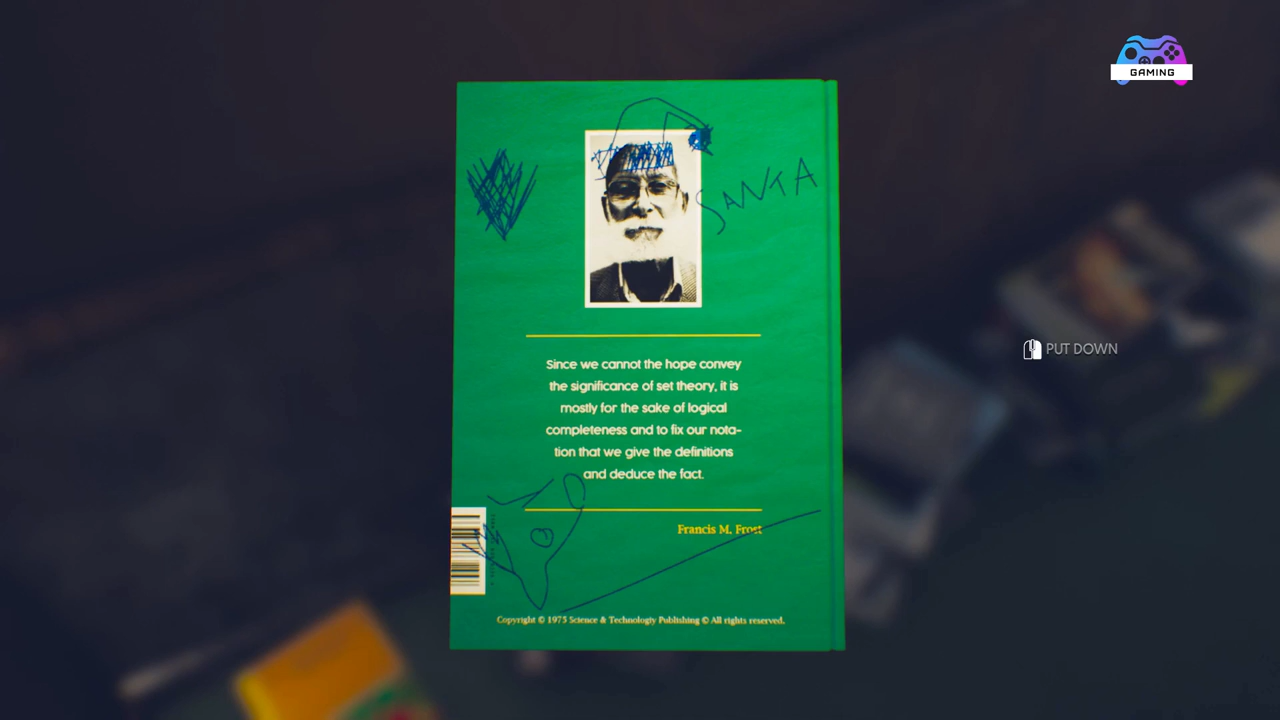 GAMING
SANTA
PUT DOWN
Since we cannot the hope convey
the significance of set theory, it is
mostly for the sake of logical
completeness and to fix our nota-
tion that we give the definitions
and deduce the fact.
Francis M, Frost
Copyright © 1975 Science & Technologty Publishing © All rights reserved.